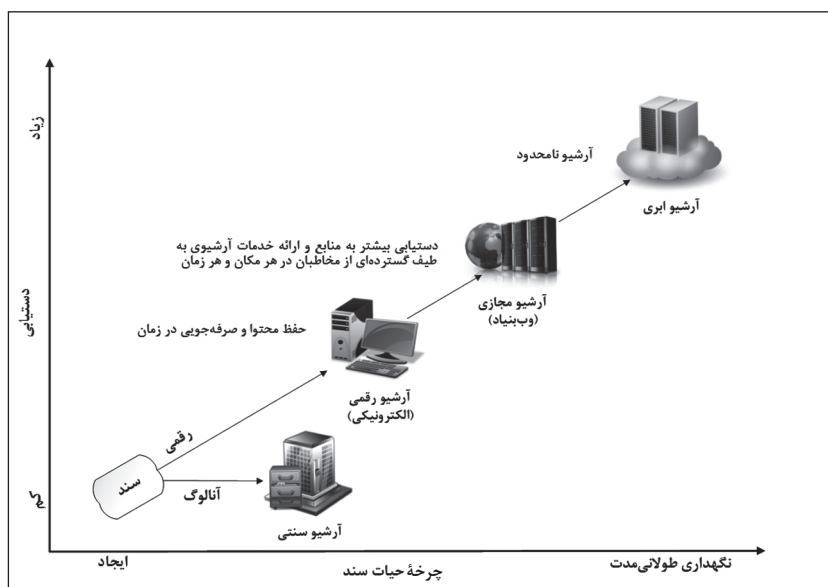 زیاد
آرشیو نامحدود
آرشیو ابری
دستیابی بیشتر به منابع و ارائه خدمات آرشیوی به
طیف گسترده‌ای از مخاطبان در هر مکان و هر زمان
آرشیو مجازی
(وب‌بنیاد)
دستیابی
حفظ محتوا و صرفه‌جویی در زمان
آرشیو رقمی
(الکترونیکی)
رقمی
سند
آنالوگ
آرشیو سنتی
کم
ایجاد
چرخهٔ حیات سند
نگهداری طولانی‌مدت